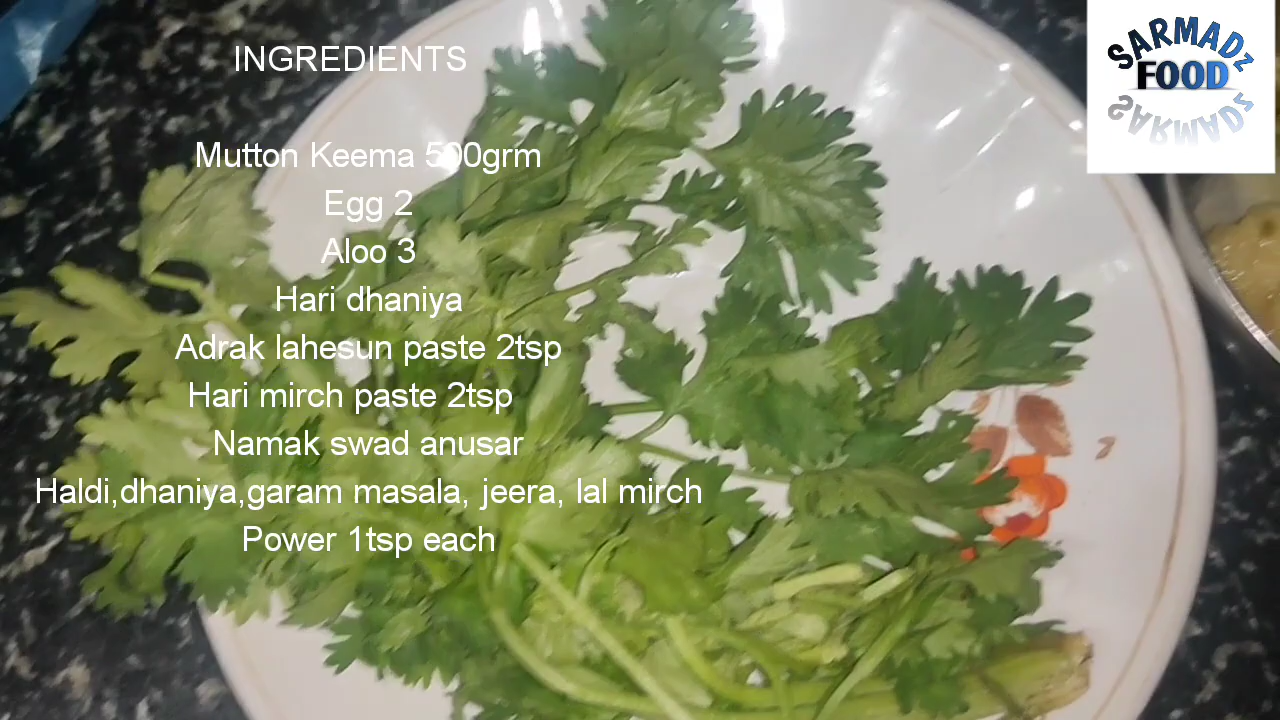 INGREDIENTS
Mutton Keema 500grm
Egg 2
Aloo 3
Hari dhaniya
Adrak lahesun paste 2tsp
Hari mirch paste 2tsp
Namak swad anusar
Haldi,dhaniya,garam masala, jeera, lal mirch
Power 1tsp each
SARMADz
FOOD
SARMADz